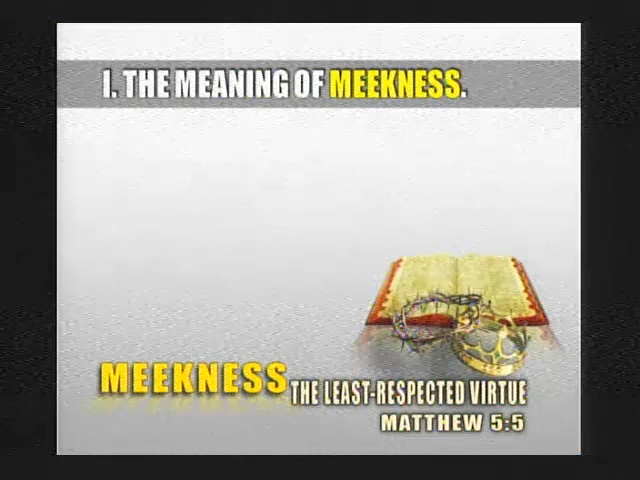 I. THE MEANING OF MEEKNESS.
MEEKNESS THE LEAST-RESPECTED VIRTUE
MATTHEW 5:5